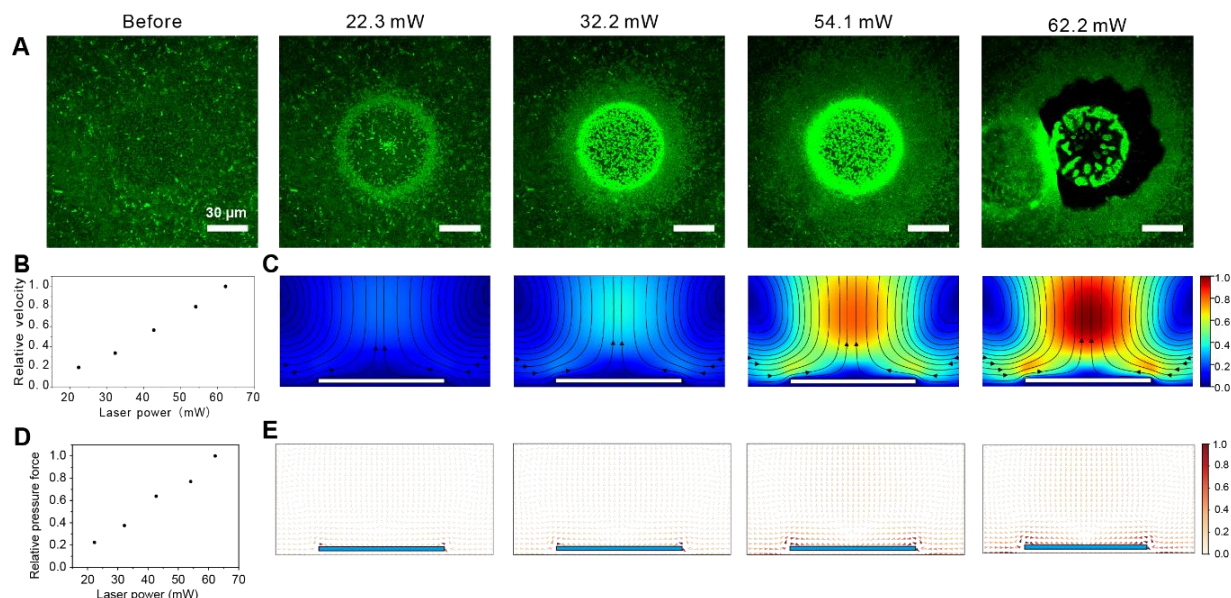 Before 22.3 mW 32.2 mW 54.1 mW 62.2 mW
A
30 μm
B
Relative velocity
1.0
0.8
0.6
0.4
0.2
0.0
20 30 40 50 60 70
Laser power (mW)
C
1.0
0.8
0.6
0.4
0.2
0.0
D
Relative pressure force
1.0
0.8
0.6
0.4
0.2
0.0
20 30 40 50 60 70
Laser power (mW)
E
1.0
0.8
0.6
0.4
0.2
0.0